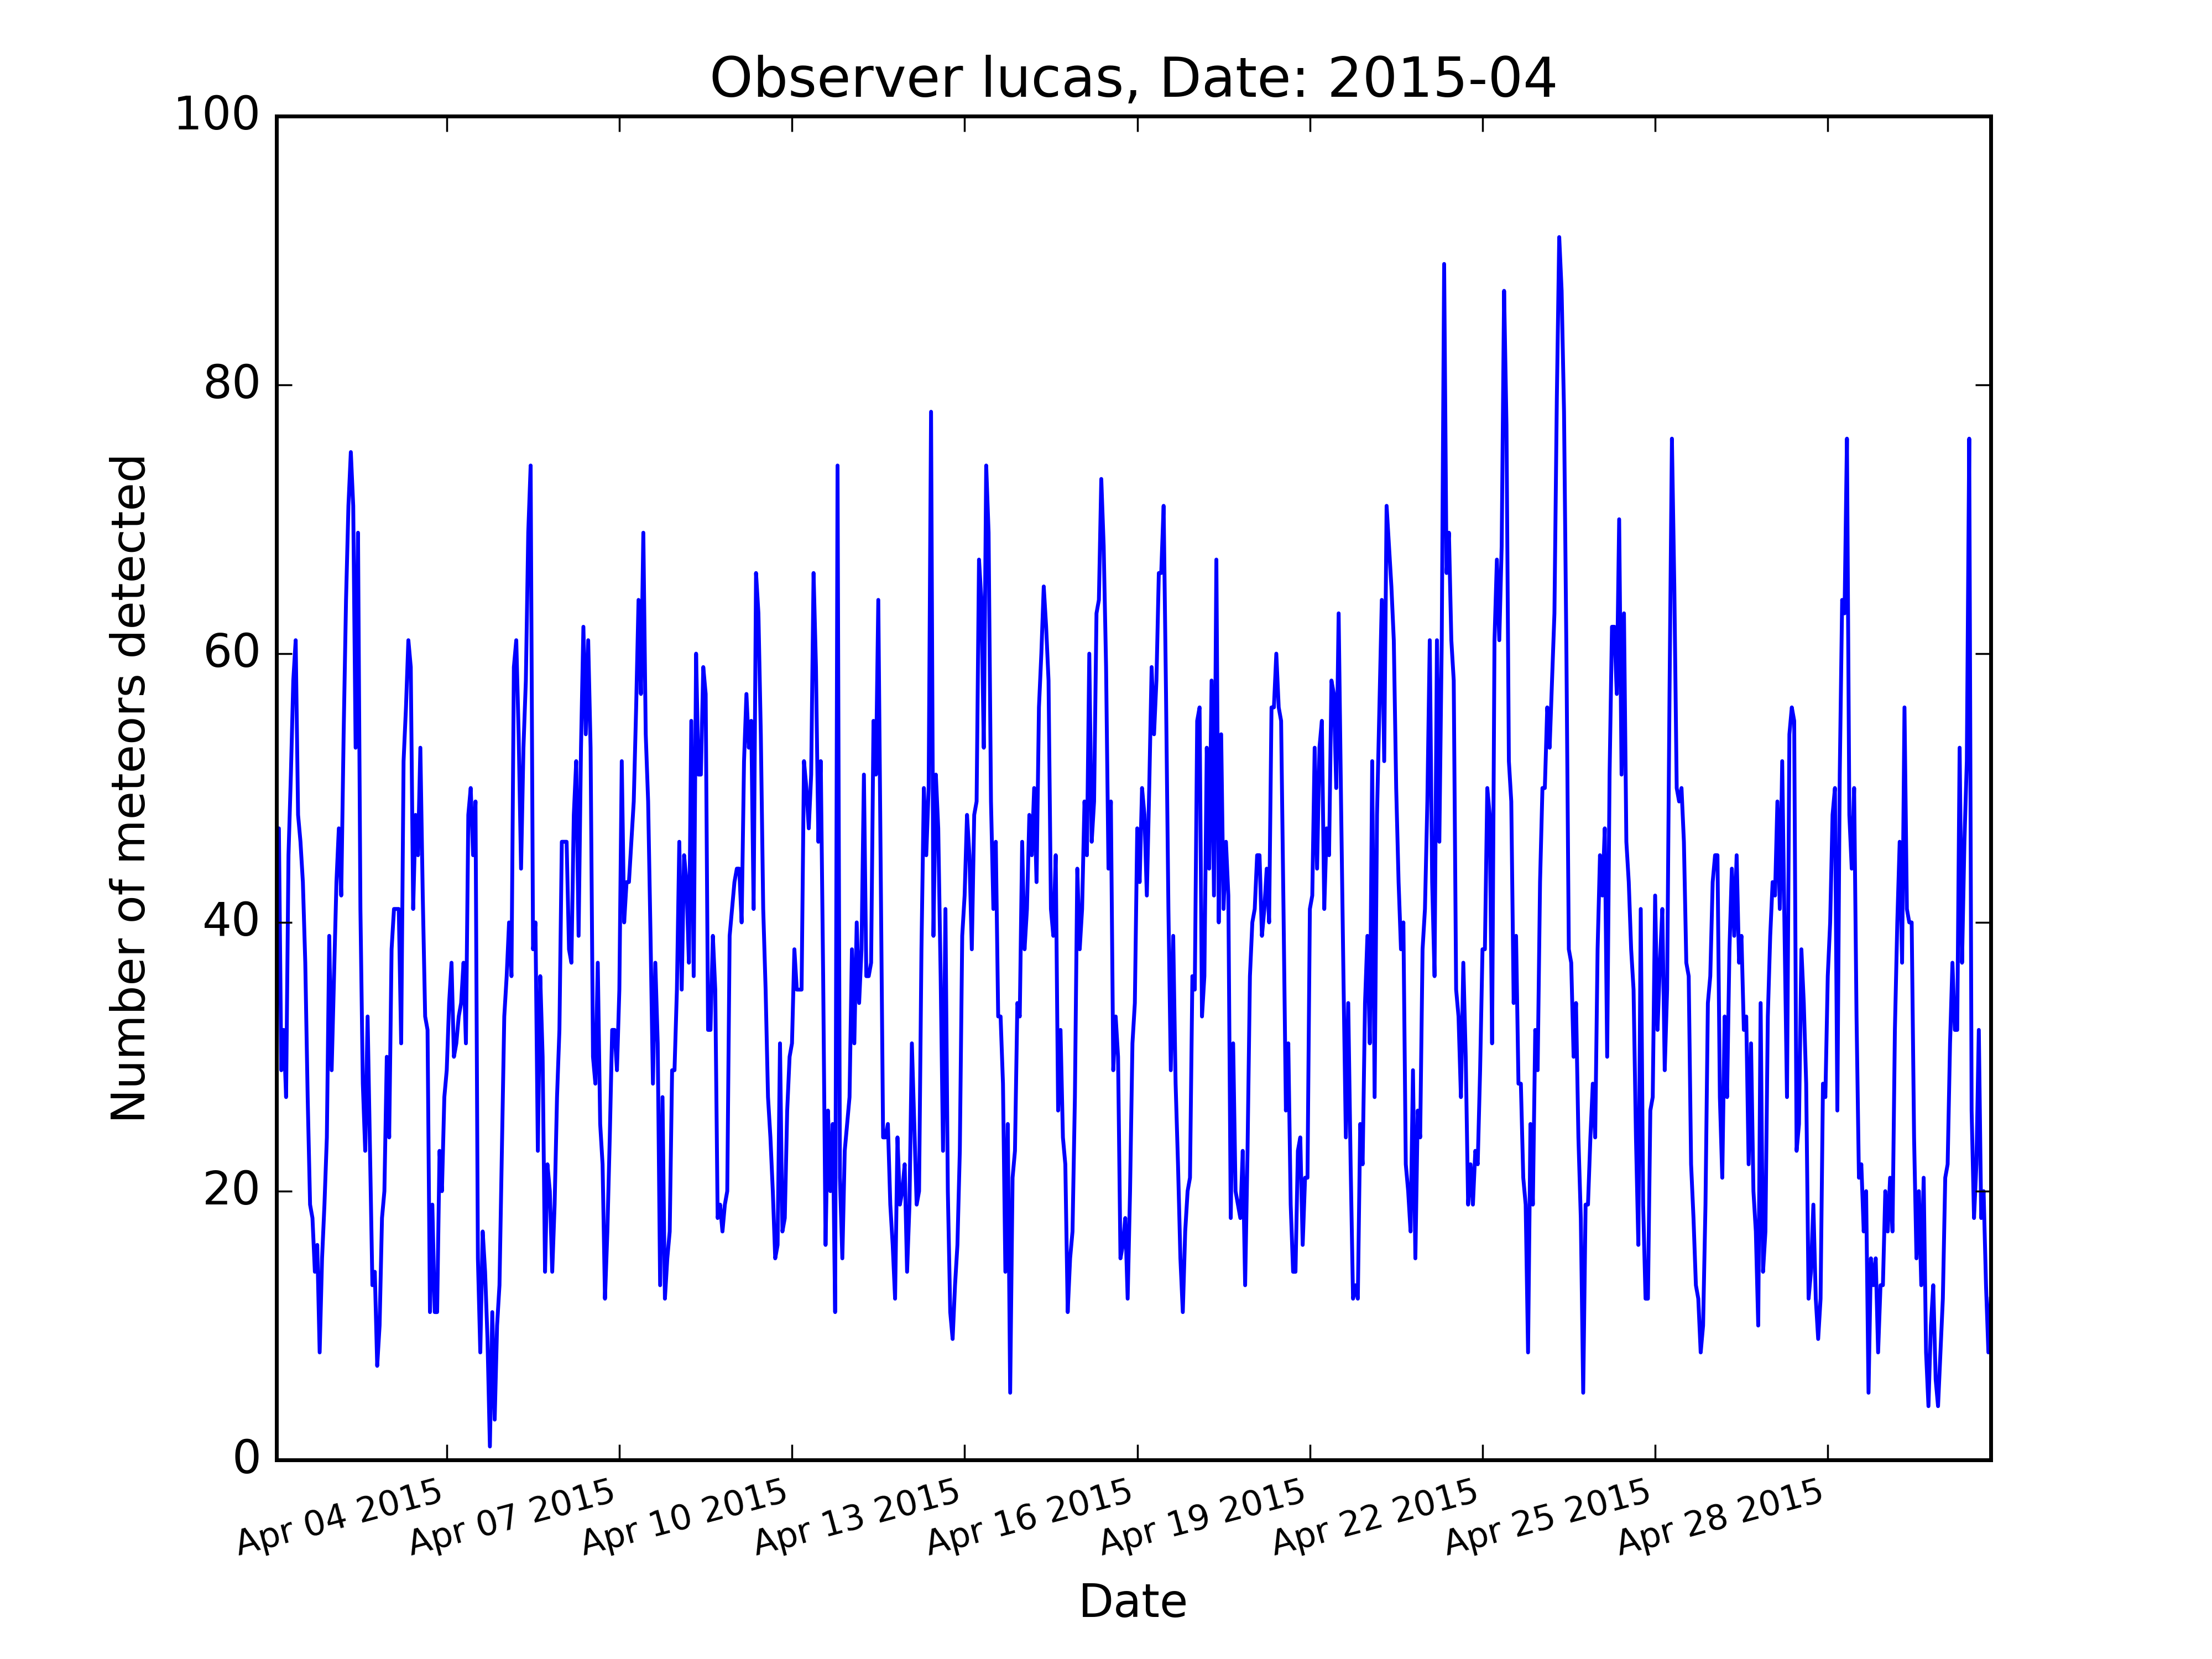 Observer lucas, Date: 2015-04
100
80
60
40
20
0
Number of meteors detected
Apr 04 2015
Apr 07 2015
Apr 10 2015
Apr 13 2015
Apr 16 2015
Apr 19 2015
Apr 22 2015
Apr 25 2015
Apr 28 2015
Date